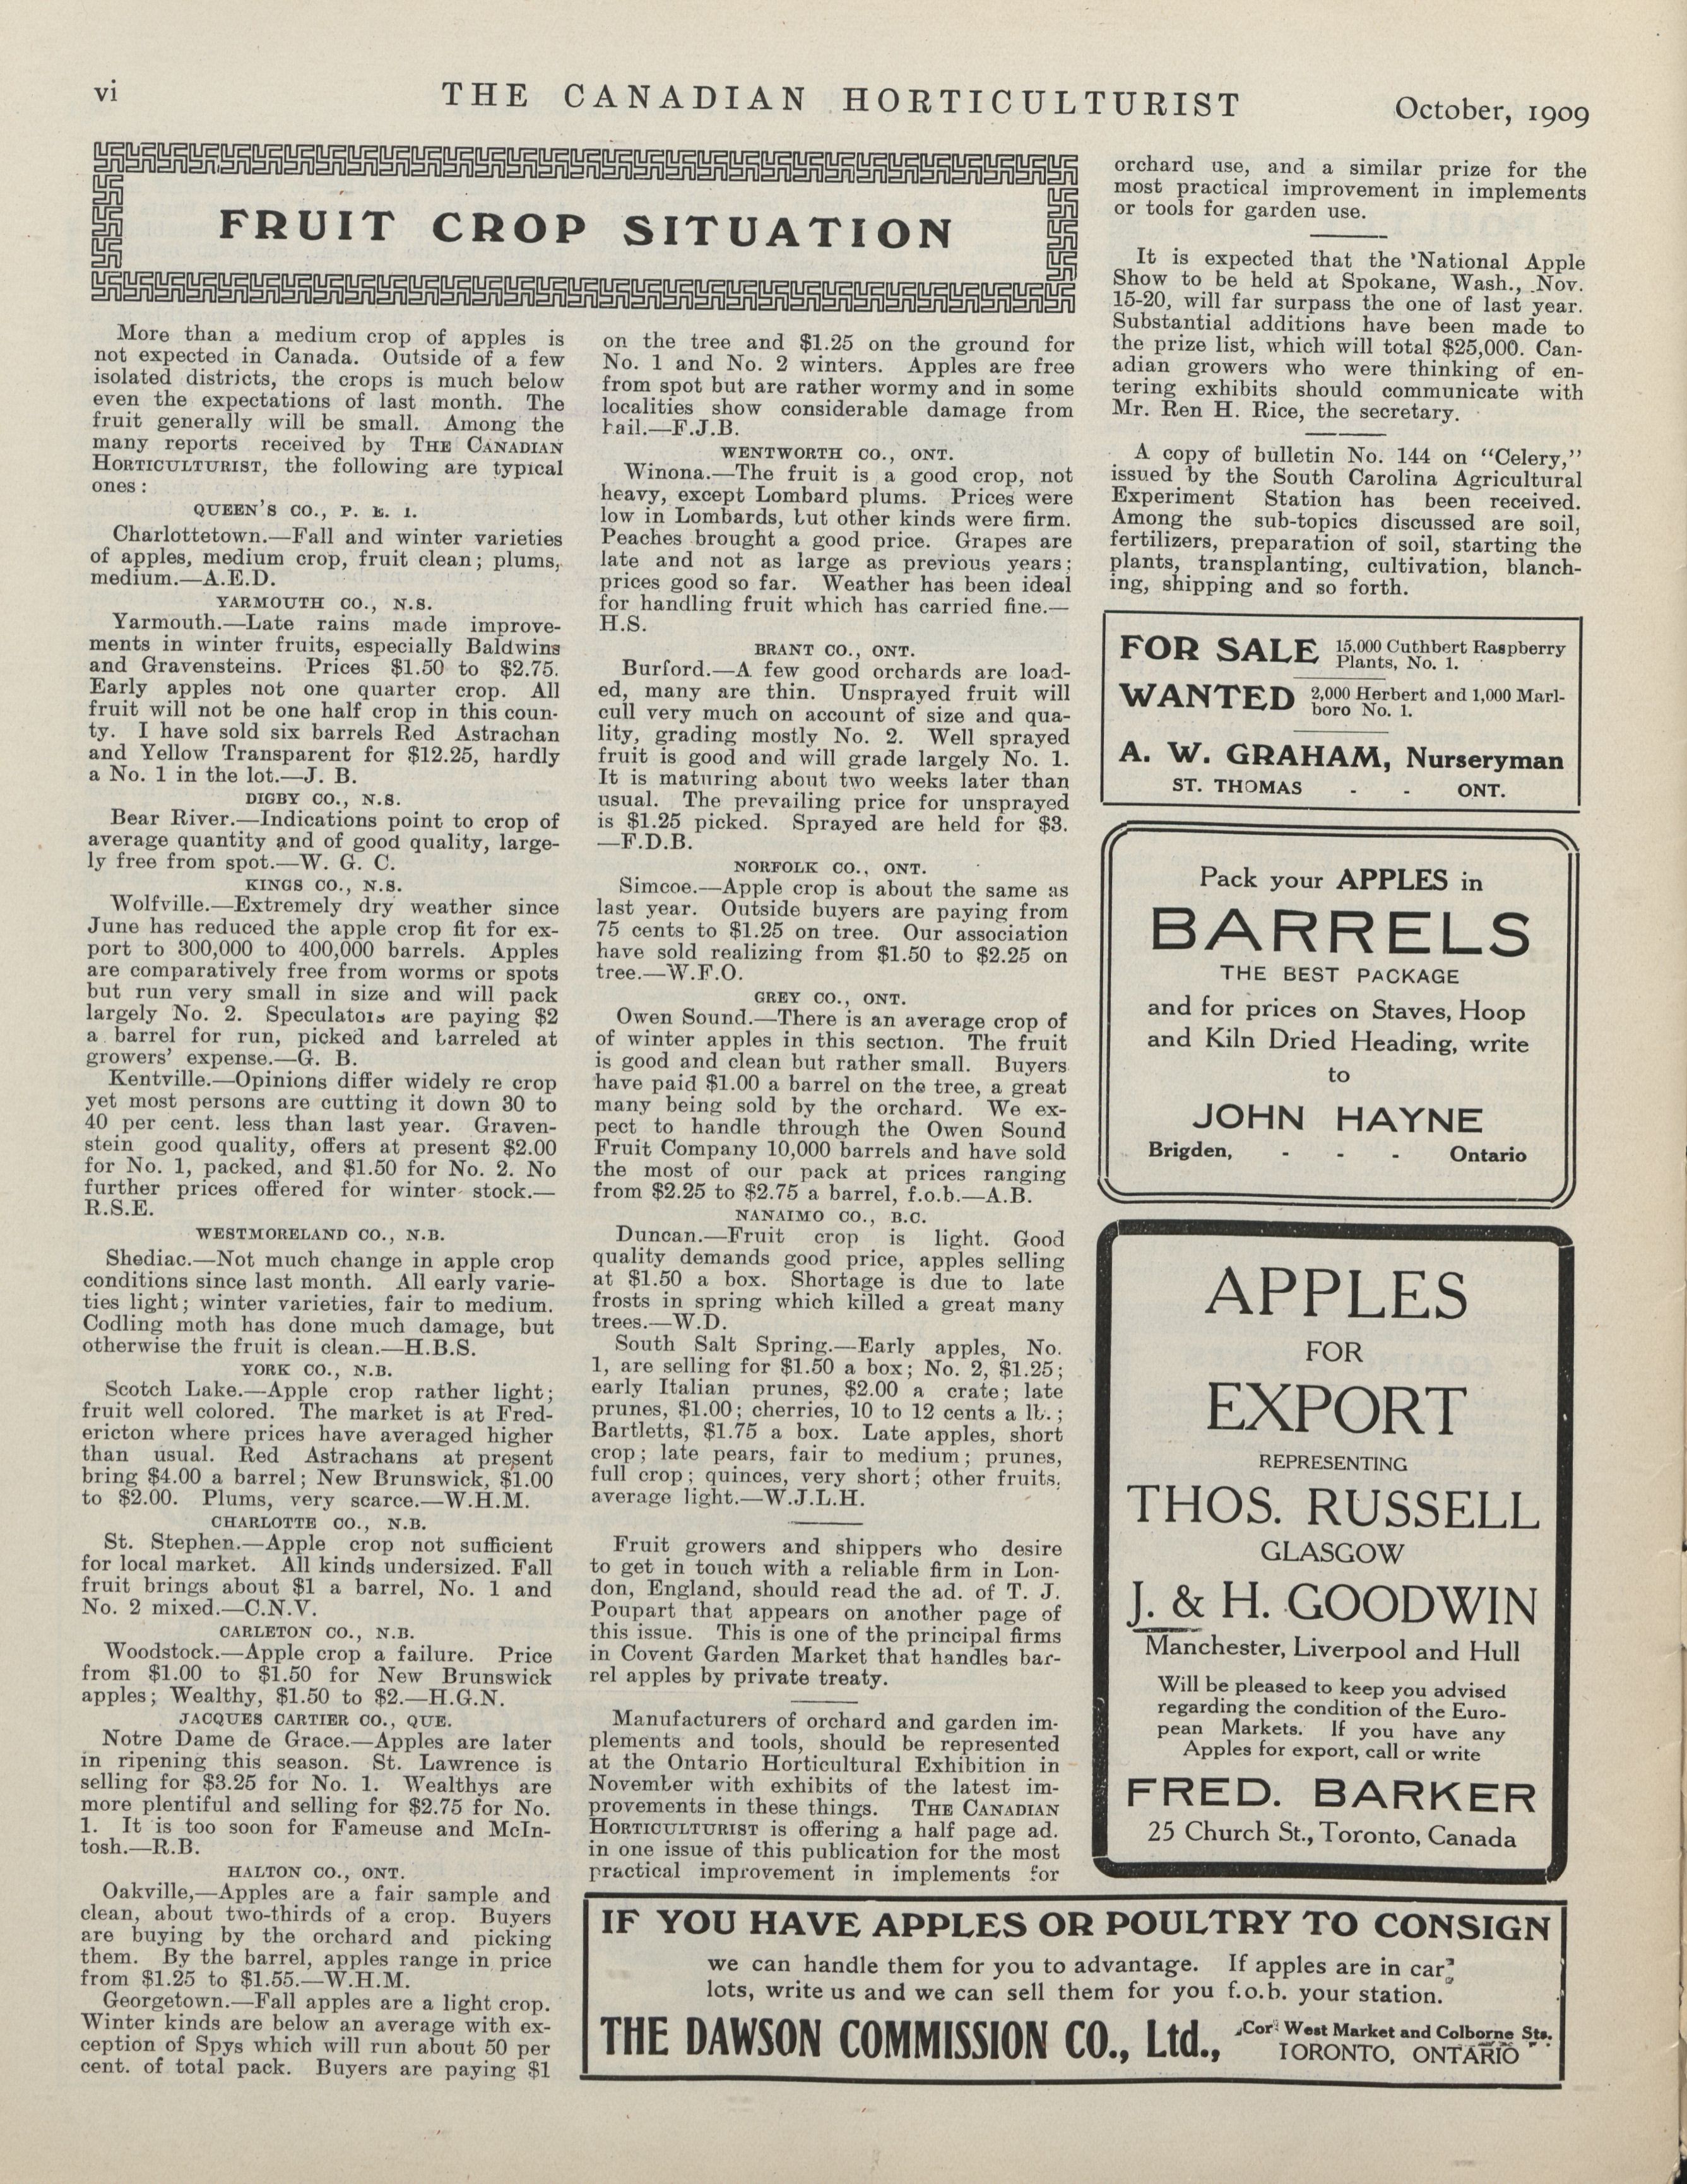 vi
THE CANADIAN HORTICULTURIST
October, 1909
FRUIT CROP SITUATION
More than a medium crop of apples is
not expected in Canada. Outside of a few
isolated districts, the crops is much below
even the expectations of last month. The
fruit generally will be small. Among the
many reports received by THE CANADIAN
HORTICULTURIST, the following are typical
ones:
QUEEN'S CO., P. E. I.
Charlottetown.—Fall and winter varieties
of apples, medium crop, fruit clean; plums,
medium.—A.E.D.
YARMOUTH CO., N.S.
Yarmouth.—Late rains made improve-
ments in winter fruits, especially Baldwins
and Gravensteins. Prices $1.50 to $2.75.
Early apples not one quarter crop. All
fruit will not be one half crop in this coun-
ty. I have sold six barrels Red Astrachan
and Yellow Transparent for $12.25, hardly
a No. 1 in the lot.—J. B.
DIGBY CO., N.S.
Bear River.—Indications point to crop of
average quantity and of good quality, large-
ly free from spot.—W. G. C.
KINGS CO., N.S.
Wolfville.—Extremely dry weather since
June has reduced the apple crop fit for ex-
port to 300,000 to 400,000 barrels. Apples
are comparatively free from worms or spots
but run very small in size and will pack
largely No. 2. Speculators are paying $2
a barrel for run, picked and barreled at
growers' expense.—G. B.
Kentville.—Opinions differ widely re crop
yet most persons are cutting it down 30 to
40 per cent. less than last year. Graven-
stein good quality, offers at present $2.00
for No. 1, packed, and $1.50 for No. 2. No
further prices offered for winter stock.—
R.S.E.
WESTMORELAND CO., N.B.
Shediac.—Not much change in apple crop
conditions since last month. All early varie-
ties light; winter varieties, fair to medium.
Codling moth has done much damage, but
otherwise the fruit is clean.—H.B.S.
YORK CO., N.B.
Scotch Lake.—Apple crop rather light;
fruit well colored. The market is at Fred-
ericton where prices have averaged higher
than usual. Red Astrachans at present
bring $4.00 a barrel; New Brunswick, $1.00
to $2.00. Plums, very scarce.—W.H.M.
CHARLOTTE CO., N.B.
St. Stephen.—Apple crop not sufficient
for local market. All kinds undersized. Fall
fruit brings about $1 a barrel, No. 1 and
No. 2 mixed.—C.N.V.
CARLETON CO., N.B.
Woodstock.—Apple crop a failure. Price
from $1.00 to $1.50 for New Brunswick
apples; Wealthy, $1.50 to $2.—H.G.N.
JACQUES CARTIER CO., QUE.
Notre Dame de Grace.—Apples are later
in ripening this season. St. Lawrence is
selling for $3.25 for No. 1. Wealthys are
more plentiful and selling for $2.75 for No.
1. It is too soon for Fameuse and McIn-
tosh.—R.B.
HALTON CO., ONT.
Oakville,—Apples are a fair sample and
clean, about two-thirds of a crop. Buyers
are buying by the orchard and picking
them. By the barrel, apples range in price
from $1.25 to $1.55.—W.H.M.
Georgetown.—Fall apples are a light crop.
Winter kinds are below an average with ex-
ception of Spys which will run about 50 per
cent. of total pack. Buyers are paying $1
on the tree and $1.25 on the ground for
No. 1 and No. 2 winters. Apples are free
from spot but are rather wormy and in some
localities show considerable damage from
hail.—F.J.B.
WENTWORTH CO., ONT.
Winona.—The fruit is a good crop, not
heavy, except Lombard plums. Prices were
low in Lombards, but other kinds were firm.
Peaches brought a good price. Grapes are
late and not as large as previous years;
prices good so far. Weather has been ideal
for handling fruit which has carried fine.—
H.S.
BRANT CO., ONT.
Burford.—A few good orchards are load-
ed, many are thin. Unsprayed fruit will
cull very much on account of size and qua-
lity, grading mostly No. 2. Well sprayed
fruit is good and will grade largely No. 1.
It is maturing about two weeks later than
usual. The prevailing price for unsprayed
is $1.25 picked. Sprayed are held for $3.
—F.D.B.
NORFOLK CO., ONT.
Simcoe.—Apple crop is about the same as
last year. Outside buyers are paying from
75 cents to $1.25 on tree. Our association
have sold realizing from $1.50 to $2.25 on
tree.—W.F.O.
GREY CO., ONT.
Owen Sound.—There is an average crop of
of winter apples in this section. The fruit
is good and clean but rather small. Buyers
have paid $1.00 a barrel on the tree, a great
many being sold by the orchard. We ex-
pect to handle through the Owen Sound
Fruit Company 10,000 barrels and have sold
the most of our pack at prices ranging
from $2.25 to $2.75 a barrel, f.o.b.—A.B.
NANAIMO CO., B.C.
Duncan.—Fruit crop is light. Good
quality demands good price, apples selling
at $1.50 a box. Shortage is due to late
frosts in spring which killed a great many
trees.—W.D.
South Salt Spring.—Early apples, No.
1, are selling for $1.50 a box; No. 2, $1.25;
early Italian prunes, $2.00 a crate; late
prunes, $1.00; cherries, 10 to 12 cents a lb.;
Bartletts, $1.75 a box. Late apples, short
crop; late pears, fair to medium; prunes,
full crop; quinces, very short; other fruits,
average light.—W.J.L.H.
Fruit growers and shippers who desire
to get in touch with a reliable firm in Lon-
don, England, should read the ad. of T. J.
Poupart that appears on another page of
this issue. This is one of the principal firms
in Covent Garden Market that handles bar-
rel apples by private treaty.
Manufacturers of orchard and garden im-
plements and tools, should be represented
at the Ontario Horticultural Exhibition in
November with exhibits of the latest im-
provements in these things. THE CANADIAN
HORTICULTURIST is offering a half page ad.
in one issue of this publication for the most
practical improvement in implements for
orchard use, and a similar prize for the
most practical improvement in implements
or tools for garden use.
It is expected that the 'National Apple
Show to be held at Spokane, Wash., Nov.
15-20, will far surpass the one of last year.
Substantial additions have been made to
the prize list, which will total $25,000. Can-
adian growers who were thinking of en-
tering exhibits should communicate with
Mr. Ren H. Rice, the secretary.
A copy of bulletin No. 144 on "Celery,"
issued by the South Carolina Agricultural
Experiment Station has been received.
Among the sub-topics discussed are soil,
fertilizers, preparation of soil, starting the
plants, transplanting, cultivation, blanch-
ing, shipping and so forth.
FOR SALE 15,000 Cuthbert Raspberry
Plants, No. 1.
WANTED 2,000 Herbert and 1,000 Marl-
boro No. 1.
A. W. GRAHAM, Nurseryman
ST. THOMAS - - ONT.
Pack your APPLES in
BARRELS
THE BEST PACKAGE
and for prices on Staves, Hoop
and Kiln Dried Heading, write
to
JOHN HAYNE
Brigden, - - - Ontario
APPLES
FOR
EXPORT
REPRESENTING
THOS. RUSSELL
GLASGOW
J. & H. GOODWIN
Manchester, Liverpool and Hull
Will be pleased to keep you advised
regarding the condition of the Euro-
pean Markets. If you have any
Apples for export, call or write
FRED. BARKER
25 Church St., Toronto, Canada
IF YOU HAVE APPLES OR POULTRY TO CONSIGN
we can handle them for you to advantage. If apples are in car
lots, write us and we can sell them for you f.o.b. your station.
THE DAWSON COMMISSION CO., Ltd., Cor West Market and Colborne Sts.
TORONTO, ONTARIO